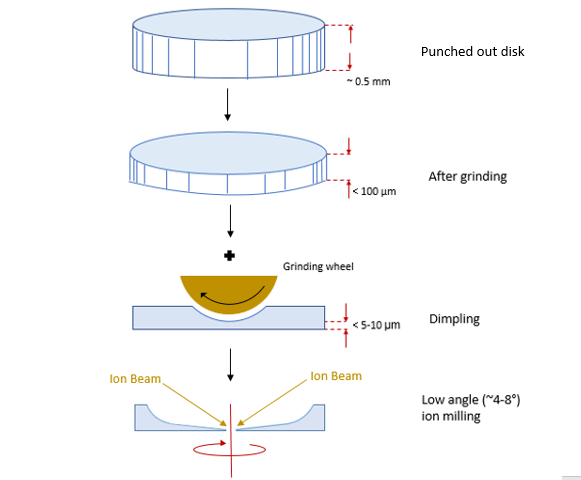 Punched out disk
~ 0.5 mm
After grinding
< 100 µm
Grinding wheel
< 5-10 µm
Dimpling
Ion Beam
Ion Beam
Low angle (~4-8°)
ion milling